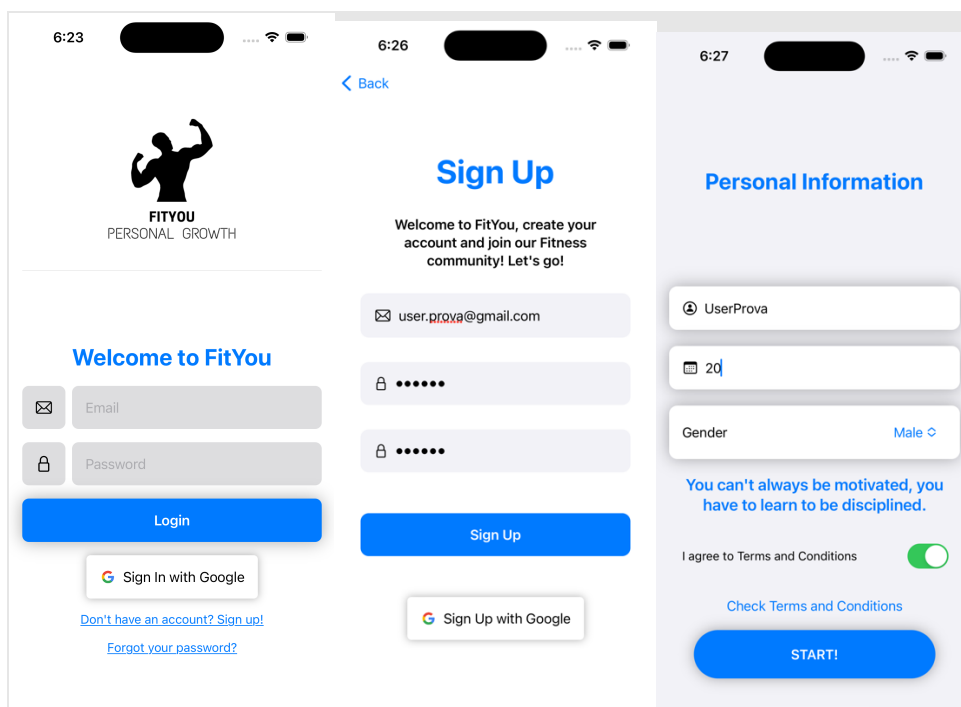 6:23
FITYOU
PERSONAL GROWTH
Welcome to FitYou
Email
Password
Login
Sign In with Google
Don't have an account? Sign up!
Forgot your password?
6:26
Back
Sign Up
Welcome to FitYou, create your
account and join our Fitness
community! Let's go!
user.prova@gmail.com
Sign Up
Sign Up with Google
6:27
Personal Information
UserProva
20
Gender
Male
You can't always be motivated, you
have to learn to be disciplined.
I agree to Terms and Conditions
Check Terms and Conditions
START!